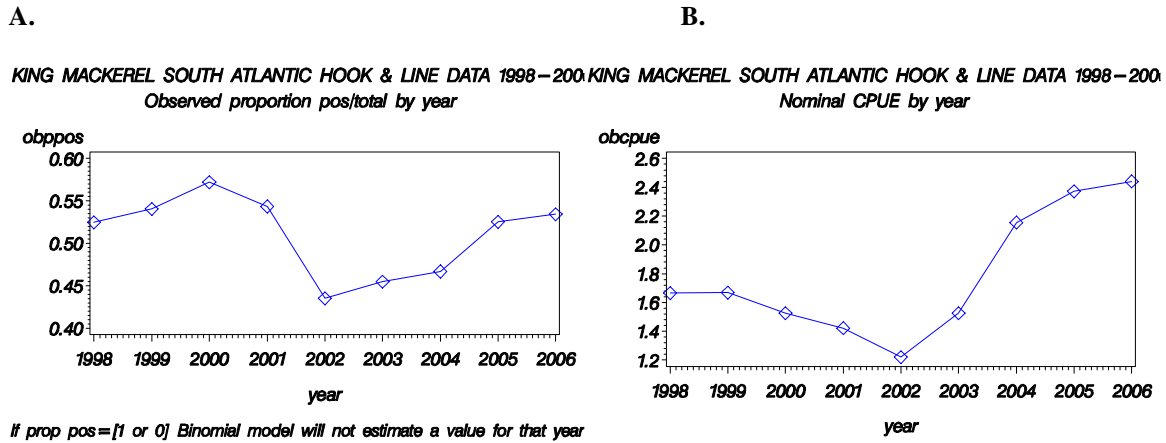 A.
KING MACKEREL SOUTH ATLANTIC HOOK & LINE DATA 1998–200
Observed proportion pos/total by year
obppos
0.60
0.55
0.50
0.45
0.40
1998 1999 2000 2001 2002 2003 2004 2005 2006
year
If prop pos=[1 or 0] Binomial model will not estimate a value for that year
B.
KING MACKEREL SOUTH ATLANTIC HOOK & LINE DATA 1998–200
Nominal CPUE by year
obcpue
2.6
2.4
2.2
2.0
1.8
1.6
1.4
1.2
1998 1999 2000 2001 2002 2003 2004 2005 2006
year